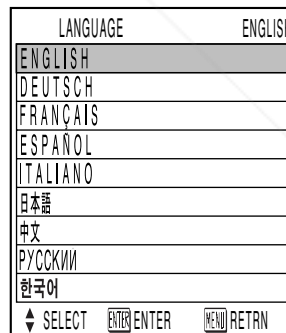 LANGUAGE ENGLISH
ENGLISH
DEUTSCH
FRANÇAIS
ESPAÑOL
ITALIANO
日本語
中文
РУССКИИ
한국어
SELECT ENTER ENTER MENU RETRN